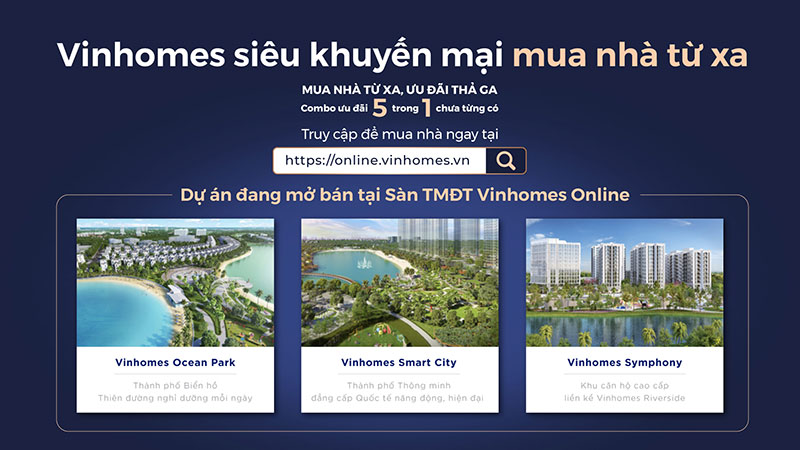 Vinhomes siêu khuyến mại mua nhà từ xa
MUA NHÀ TỪ XA, ƯU ĐÃI THẢ GA
Combo ưu đãi 5 trong 1 chưa từng có
Truy cập để mua nhà ngay tại
https://online.vinhomes.vn
Dự án đang mở bán tại Sàn TMĐT Vinhomes Online
Vinhomes Ocean Park
Thành phố Biển hồ
Thiên đường nghỉ dưỡng mỗi ngày
Vinhomes Smart City
Thành phố Thông minh
đẳng cấp Quốc tế năng động, hiện đại
Vinhomes Symphony
Khu căn hộ cao cấp
liền kề Vinhomes Riverside